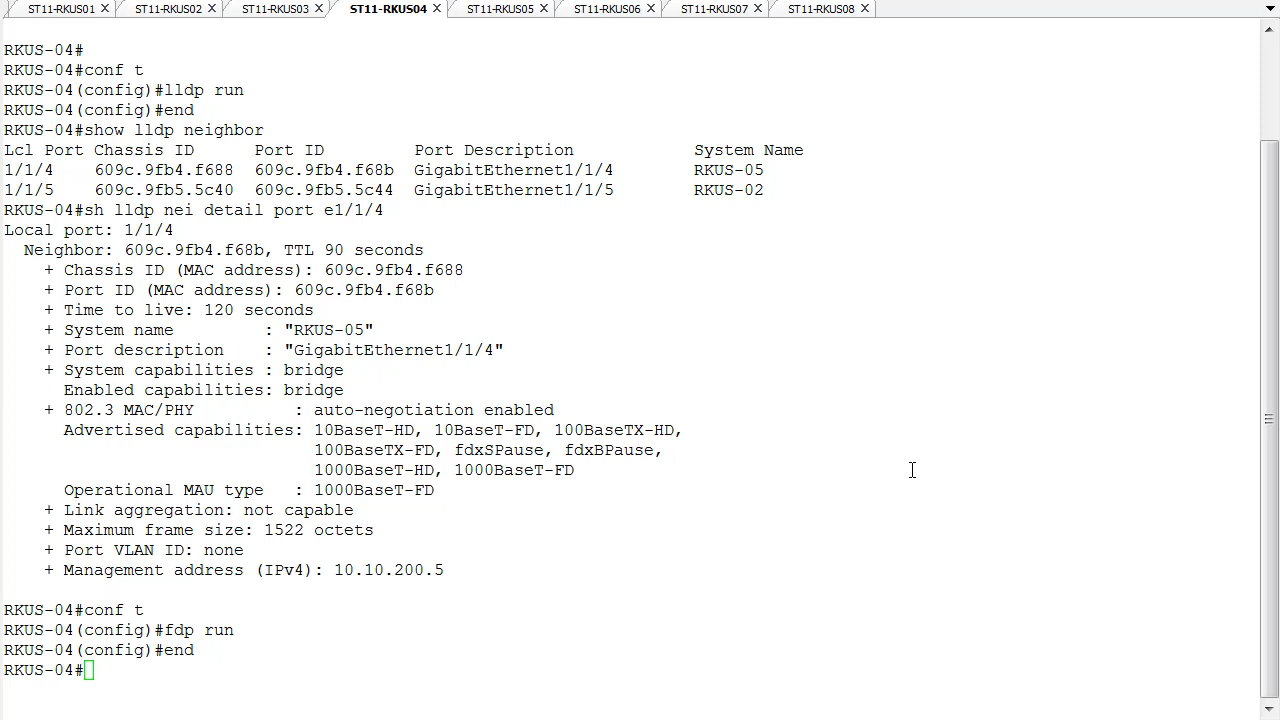 ST11-RKUS01 ST11-RKUS02 ST11-RKUS03 ST11-RKUS04 ST11-RKUS05 ST11-RKUS06 ST11-RKUS07 ST11-RKUS08
RKUS-04#
RKUS-04#conf t
RKUS-04(config)#lldp run
RKUS-04(config)#end
RKUS-04#show lldp neighbor
Lcl Port Chassis ID      Port ID         Port Description            System Name
1/1/4    609c.9fb4.f688  609c.9fb4.f68b  GigabitEthernet1/1/4        RKUS-05
1/1/5    609c.9fb5.5c40  609c.9fb5.5c44  GigabitEthernet1/1/5        RKUS-02
RKUS-04#sh lldp nei detail port e1/1/4
Local port: 1/1/4
  Neighbor: 609c.9fb4.f68b, TTL 90 seconds
    + Chassis ID (MAC address): 609c.9fb4.f688
    + Port ID (MAC address): 609c.9fb4.f68b
    + Time to live: 120 seconds
    + System name         : "RKUS-05"
    + Port description    : "GigabitEthernet1/1/4"
    + System capabilities : bridge
      Enabled capabilities: bridge
    + 802.3 MAC/PHY          : auto-negotiation enabled
      Advertised capabilities: 10BaseT-HD, 10BaseT-FD, 100BaseTX-HD,
                               100BaseTX-FD, fdxSPause, fdxBPause,
                               1000BaseT-HD, 1000BaseT-FD
      Operational MAU type   : 1000BaseT-FD
    + Link aggregation: not capable
    + Maximum frame size: 1522 octets
    + Port VLAN ID: none
    + Management address (IPv4): 10.10.200.5
RKUS-04#conf t
RKUS-04(config)#fdp run
RKUS-04(config)#end
RKUS-04#